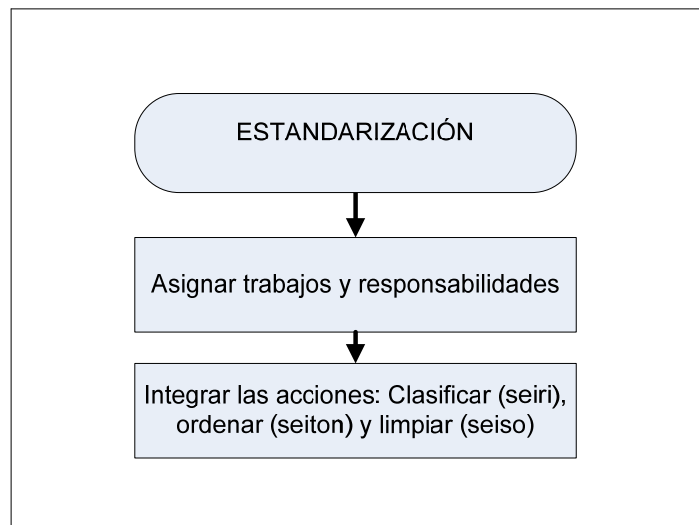 ESTANDARIZACIÓN
Asignar trabajos y responsabilidades
Integrar las acciones: Clasificar (seiri),
ordenar (seiton) y limpiar (seiso)